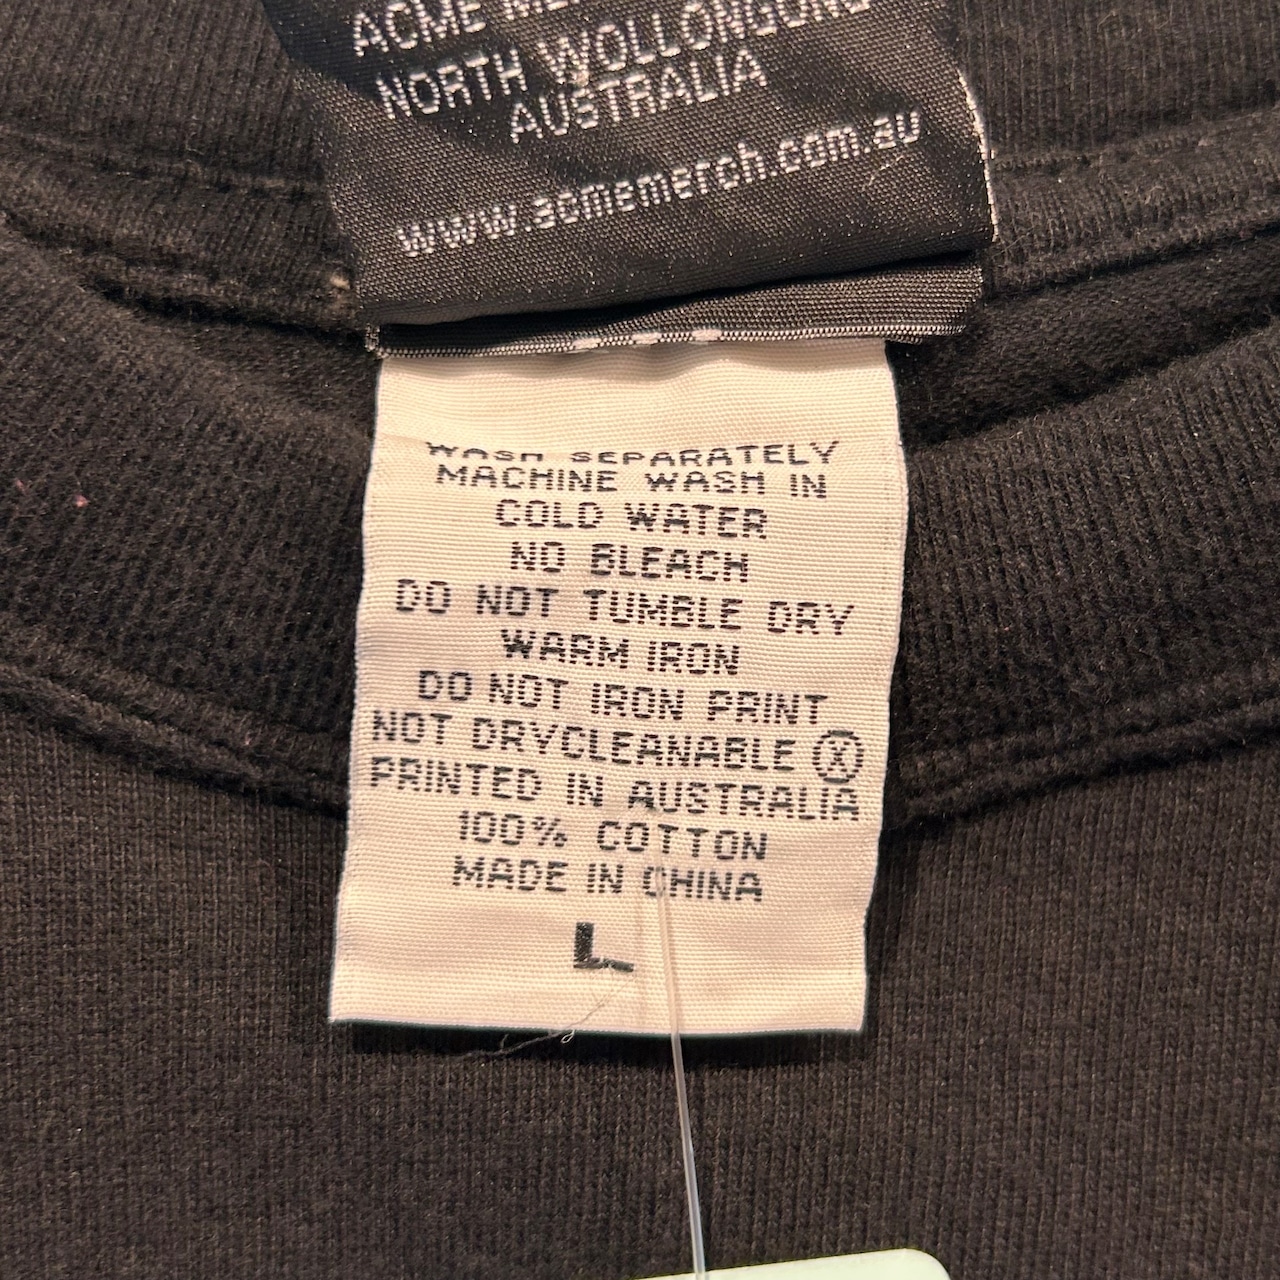 ACME
NORTH WOLLONGONG
AUSTRALIA
www.acmemerch.com.au
WASH SEPARATELY
MACHINE WASH IN
COLD WATER
NO BLEACH
DO NOT TUMBLE DRY
WARM IRON
DO NOT IRON PRINT
NOT DRYCLEANABLE Ⓧ
PRINTED IN AUSTRALIA
100% COTTON
MADE IN CHINA
L